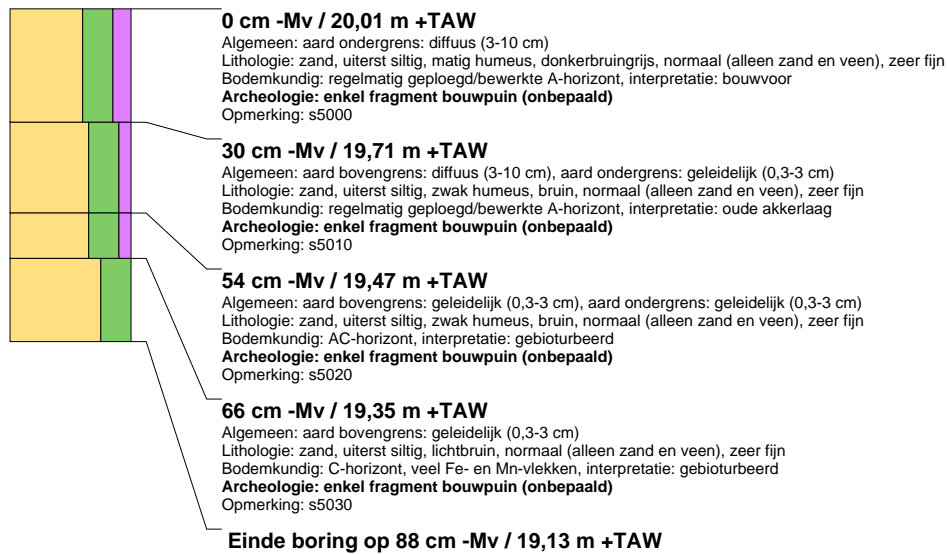 0 cm -Mv / 20,01 m +TAW
Algemeen: aard ondergrens: diffuus (3-10 cm)
Lithologie: zand, uiterst siltig, matig humeus, donkerbruingrijs, normaal (alleen zand en veen), zeer fijn
Bodemkundig: regelmatig geploegd/bewerkte A-horizont, interpretatie: bouwvoor
Archeologie: enkel fragment bouwpuin (onbepaald)
Opmerking: s5000
30 cm -Mv / 19,71 m +TAW
Algemeen: aard bovengrens: diffuus (3-10 cm), aard ondergrens: geleidelijk (0,3-3 cm)
Lithologie: zand, uiterst siltig, zwak humeus, bruin, normaal (alleen zand en veen), zeer fijn
Bodemkundig: regelmatig geploegd/bewerkte A-horizont, interpretatie: oude akkerlaag
Archeologie: enkel fragment bouwpuin (onbepaald)
Opmerking: s5010
54 cm -Mv / 19,47 m +TAW
Algemeen: aard bovengrens: geleidelijk (0,3-3 cm), aard ondergrens: geleidelijk (0,3-3 cm)
Lithologie: zand, uiterst siltig, zwak humeus, bruin, normaal (alleen zand en veen), zeer fijn
Bodemkundig: AC-horizont, interpretatie: gebioturbeerd
Archeologie: enkel fragment bouwpuin (onbepaald)
Opmerking: s5020
66 cm -Mv / 19,35 m +TAW
Algemeen: aard bovengrens: geleidelijk (0,3-3 cm)
Lithologie: zand, uiterst siltig, lichtbruin, normaal (alleen zand en veen), zeer fijn
Bodemkundig: C-horizont, veel Fe- en Mn-vlekken, interpretatie: gebioturbeerd
Archeologie: enkel fragment bouwpuin (onbepaald)
Opmerking: s5030
Einde boring op 88 cm -Mv / 19,13 m +TAW